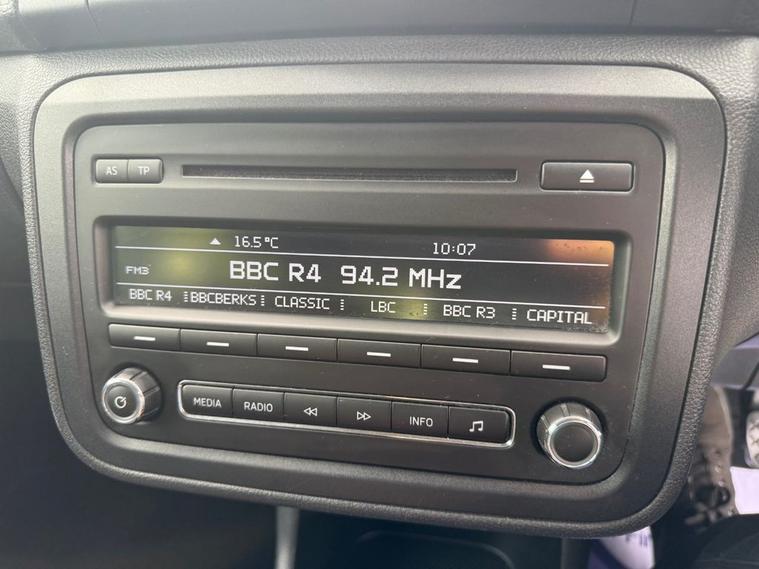 AS TP
16.5°C 10:07
FM3 BBC R4 94.2 MHz
BBC R4 BBCBERKS CLASSIC LBC BBC R3 CAPITAL
MEDIA RADIO INFO